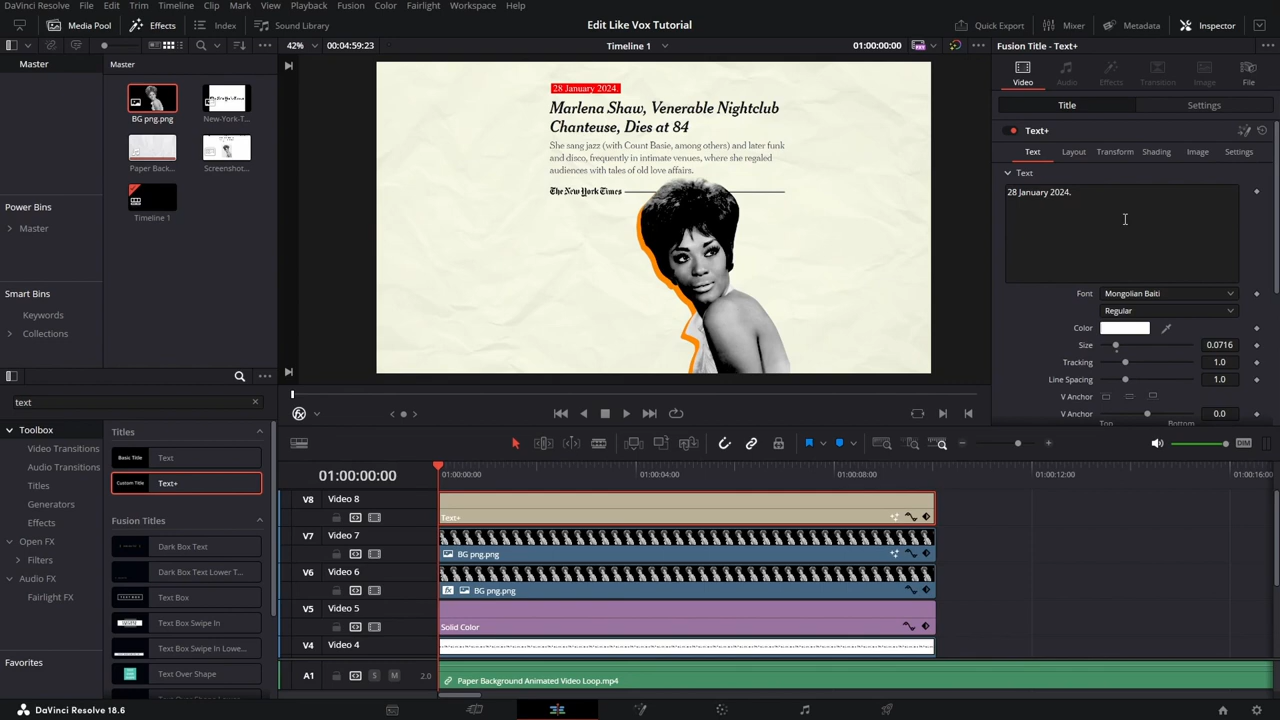 DaVinci Resolve File Edit Trim Timeline Clip Mark View Playback Fusion Color Fairlight Workspace Help
Media Pool Effects Index Sound Library Edit Like Vox Tutorial Quick Export Mixer Metadata Inspector
42% 00:04:59:23 Timeline 1 01:00:00:00 Fusion Title - Text+
Master Master
Video Audio Effects Transition Image File
Title Settings
BG png.png New-York-T...
Text+
Text Layout Transform Shading Image Settings
Paper Back... Screenshot...
Timeline 1
Power Bins
Master
Smart Bins
Keywords
Collections
28 January 2024.
Marlena Shaw, Venerable Nightclub
Chanteuse, Dies at 84
She sang jazz (with Count Basie, among others) and later funk
and disco, frequently in intimate venues, where she regaled
audiences with tales of old love affairs.
The New York Times
Text
28 January 2024.
Font Mongolian Baiti
Regular
Color
Size 0.0716
Tracking 1.0
Line Spacing 1.0
V Anchor
V Anchor 0.0
Top Bottom
text
Toolbox
Video Transitions
Audio Transitions
Titles
Generators
Effects
Open FX
Filters
Audio FX
Fairlight FX
Favorites
Titles
Basic Title Text
Custom Title Text+
Fusion Titles
Dark Box Text
Dark Box Text Lower T...
Text Box
Text Box Swipe In
Text Box Swipe In Lowe...
Text Over Shape
DIM
01:00:00:00 01:00:00:00 01:00:04:00 01:00:08:00 01:00:12:00 01:00:16:00
V8 Video 8
Text+
V7 Video 7
BG png.png
V6 Video 6
BG png.png
V5 Video 5
Solid Color
V4 Video 4
A1 S M 2.0 Paper Background Animated Video Loop.mp4
DaVinci Resolve 18.6